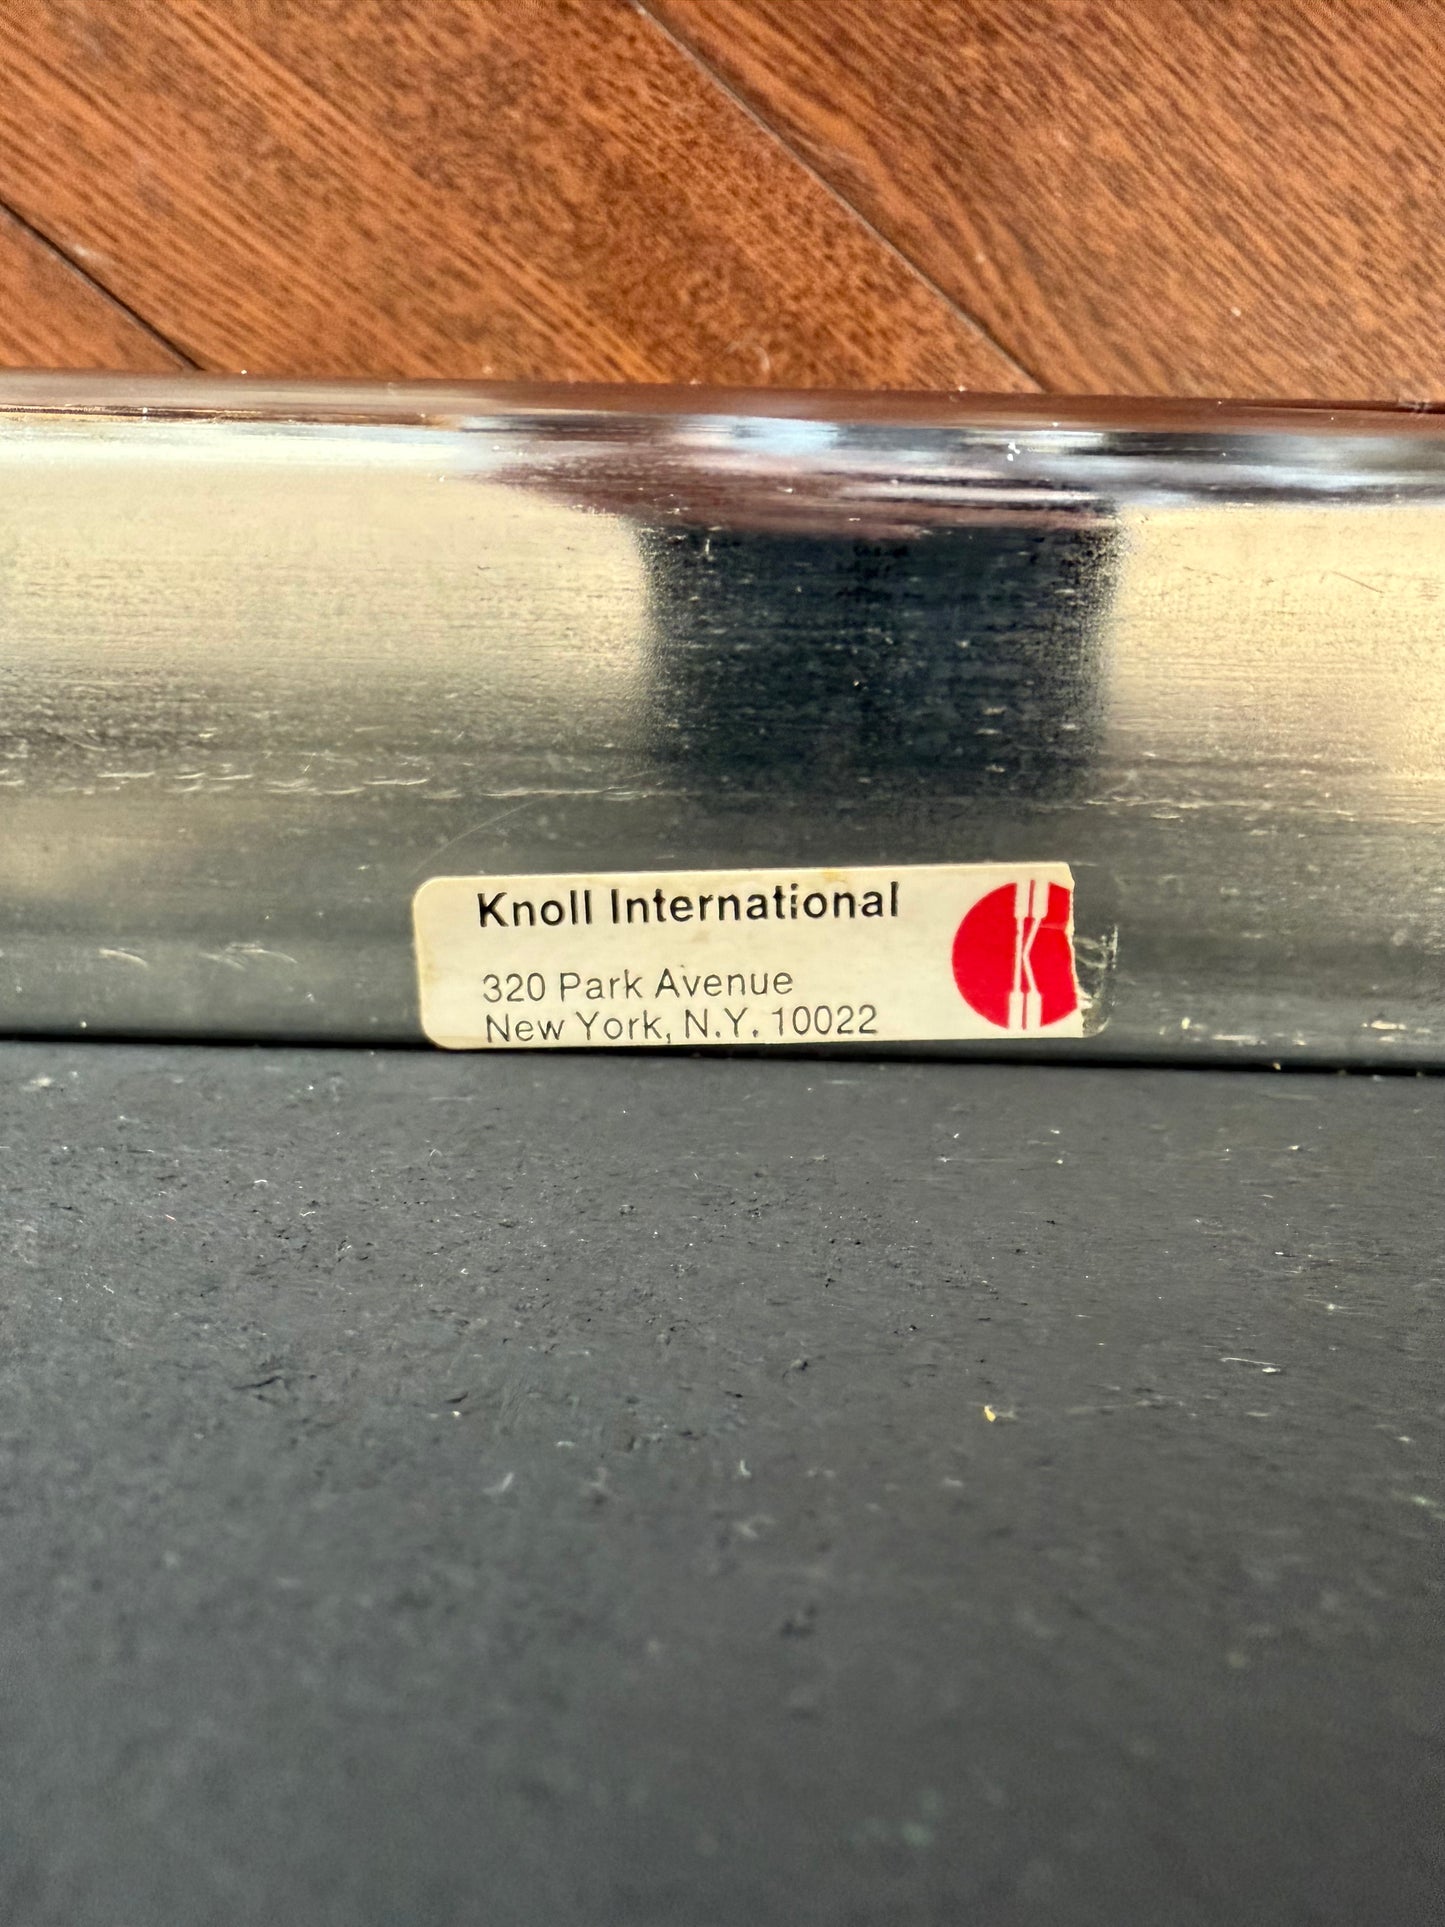 Knoll International
320 Park Avenue
New York, N.Y. 10022
K